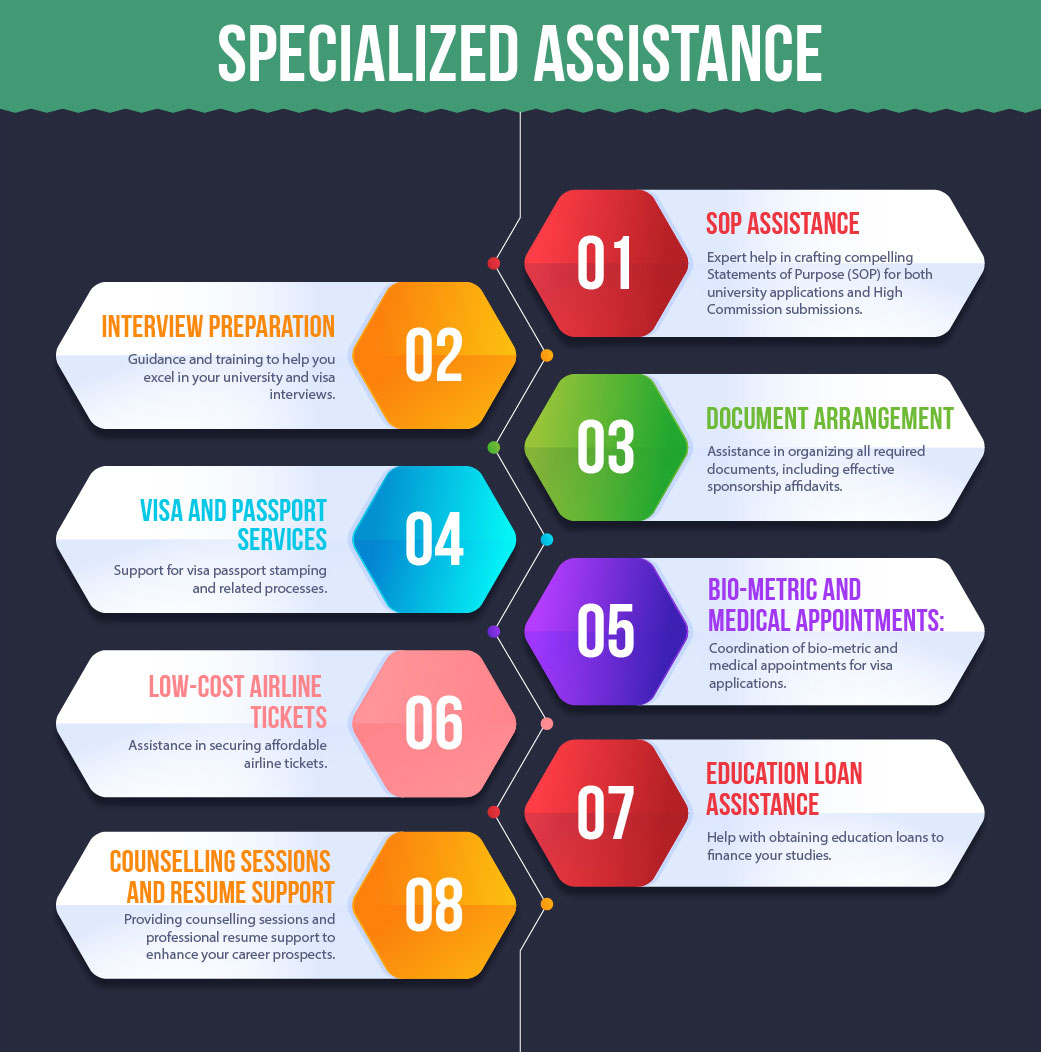 SPECIALIZED ASSISTANCE
01
SOP ASSISTANCE
Expert help in crafting compelling
Statements of Purpose (SOP) for both
university applications and High
Commission submissions.
INTERVIEW PREPARATION
Guidance and training to help you
excel in your university and visa
interviews.
02
03
DOCUMENT ARRANGEMENT
Assistance in organizing all required
documents, including effective
sponsorship affidavits.
VISA AND PASSPORT
SERVICES
Support for visa passport stamping
and related processes.
04
05
BIO-METRIC AND
MEDICAL APPOINTMENTS:
Coordination of bio-metric and
medical appointments for visa
applications.
LOW-COST AIRLINE
TICKETS
Assistance in securing affordable
airline tickets.
06
07
EDUCATION LOAN
ASSISTANCE
Help with obtaining education loans to
finance your studies.
COUNSELLING SESSIONS
AND RESUME SUPPORT
Providing counselling sessions and
professional resume support to
enhance your career prospects.
08